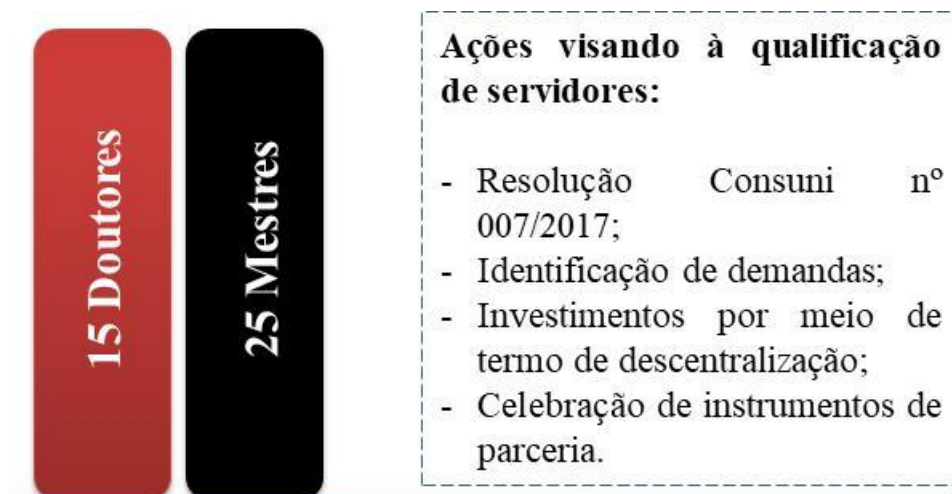 15 Doutores
25 Mestres
Ações visando à qualificação
de servidores:
- Resolução Consuni nº
007/2017;
- Identificação de demandas;
- Investimentos por meio de
termo de descentralização;
- Celebração de instrumentos de
parceria.